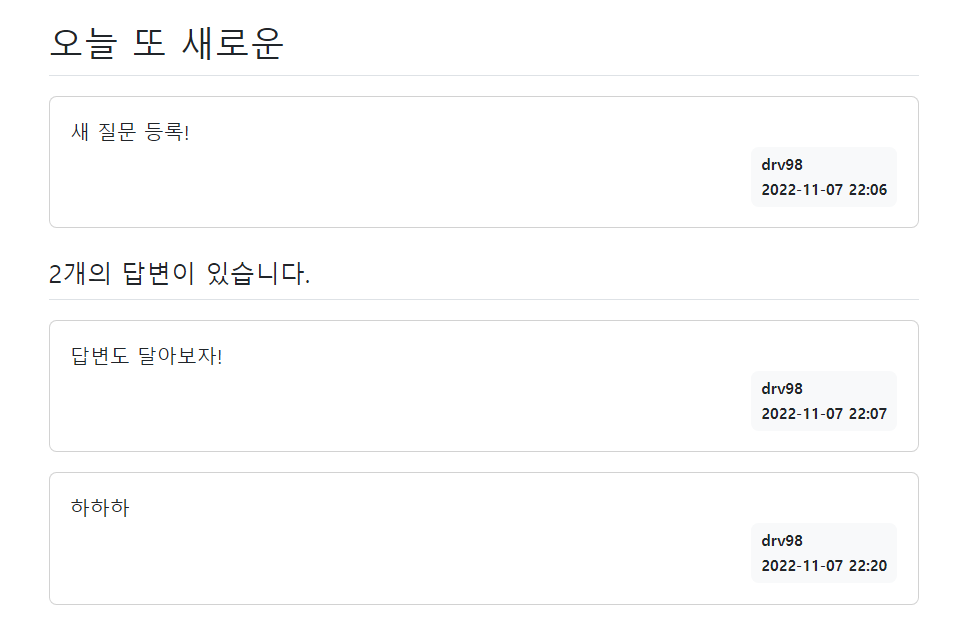 오늘 또 새로운
새 질문 등록!
drv98
2022-11-07 22:06
2개의 답변이 있습니다.
답변도 달아보자!
drv98
2022-11-07 22:07
하하하
drv98
2022-11-07 22:20